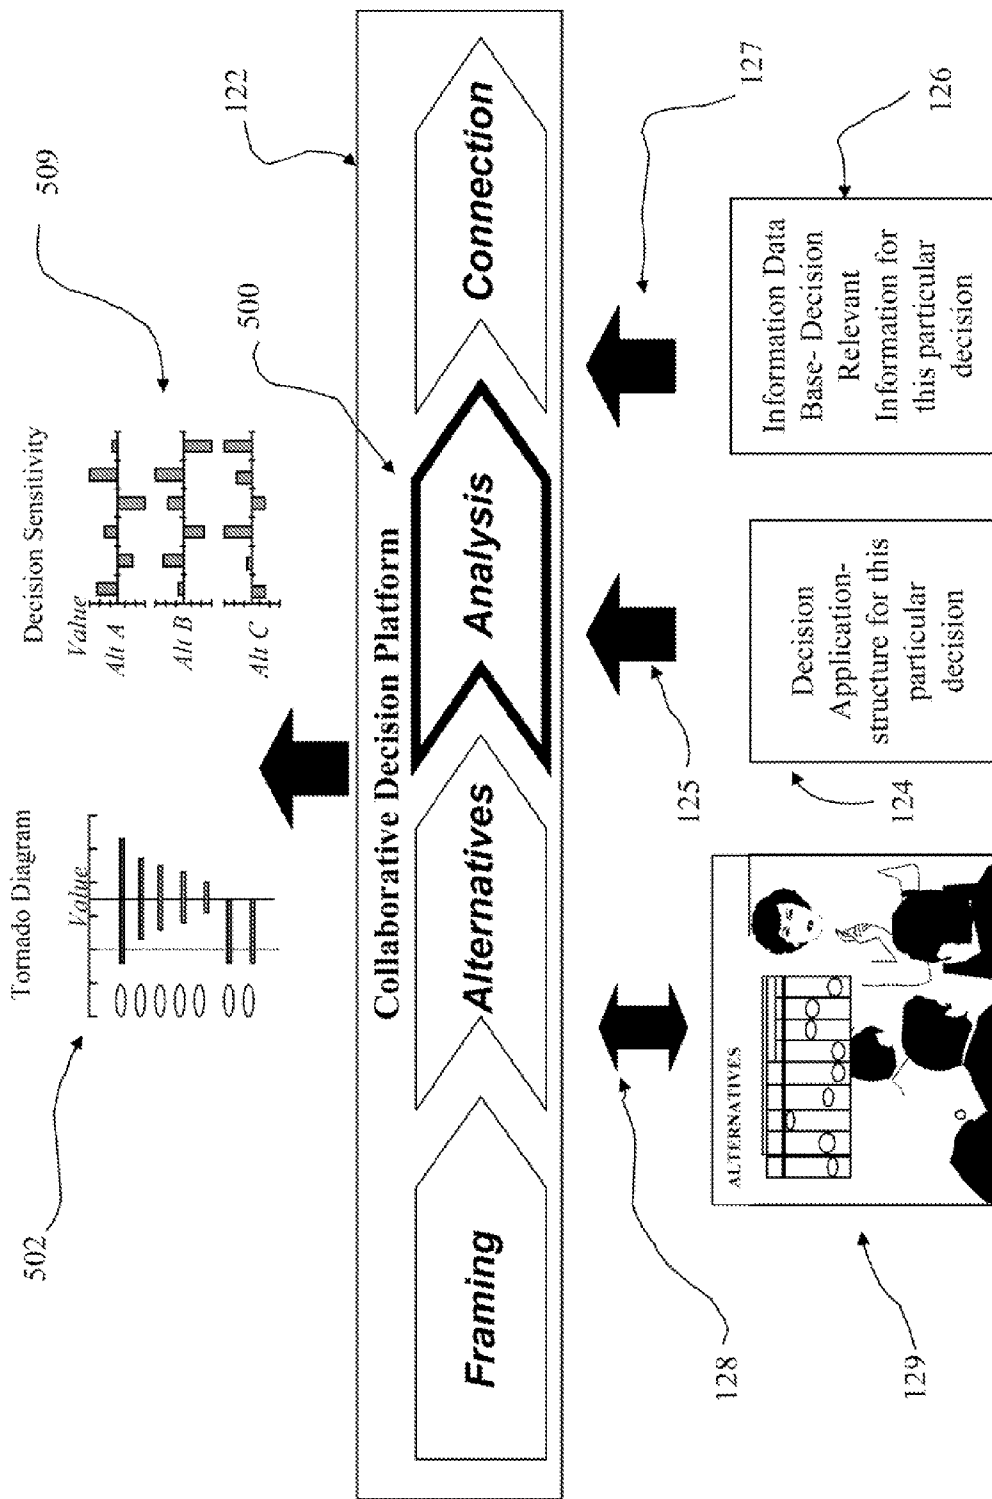 Tornado Diagram
Value
502
Decision Sensitivity
Value
Alt A
Alt B
Alt C
509
500
122
Collaborative Decision Platform
Framing
Alternatives
Analysis
Connection
128
125
127
129
ALTERNATIVES
124
Decision
Application-
structure for this
particular
decision
126
Information Data
Base- Decision
Relevant
Information for
this particular
decision